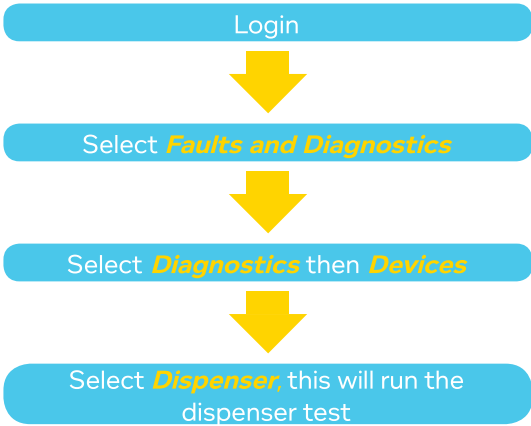 Login
Select Faults and Diagnostics
Select Diagnostics then Devices
Select Dispenser, this will run the
dispenser test